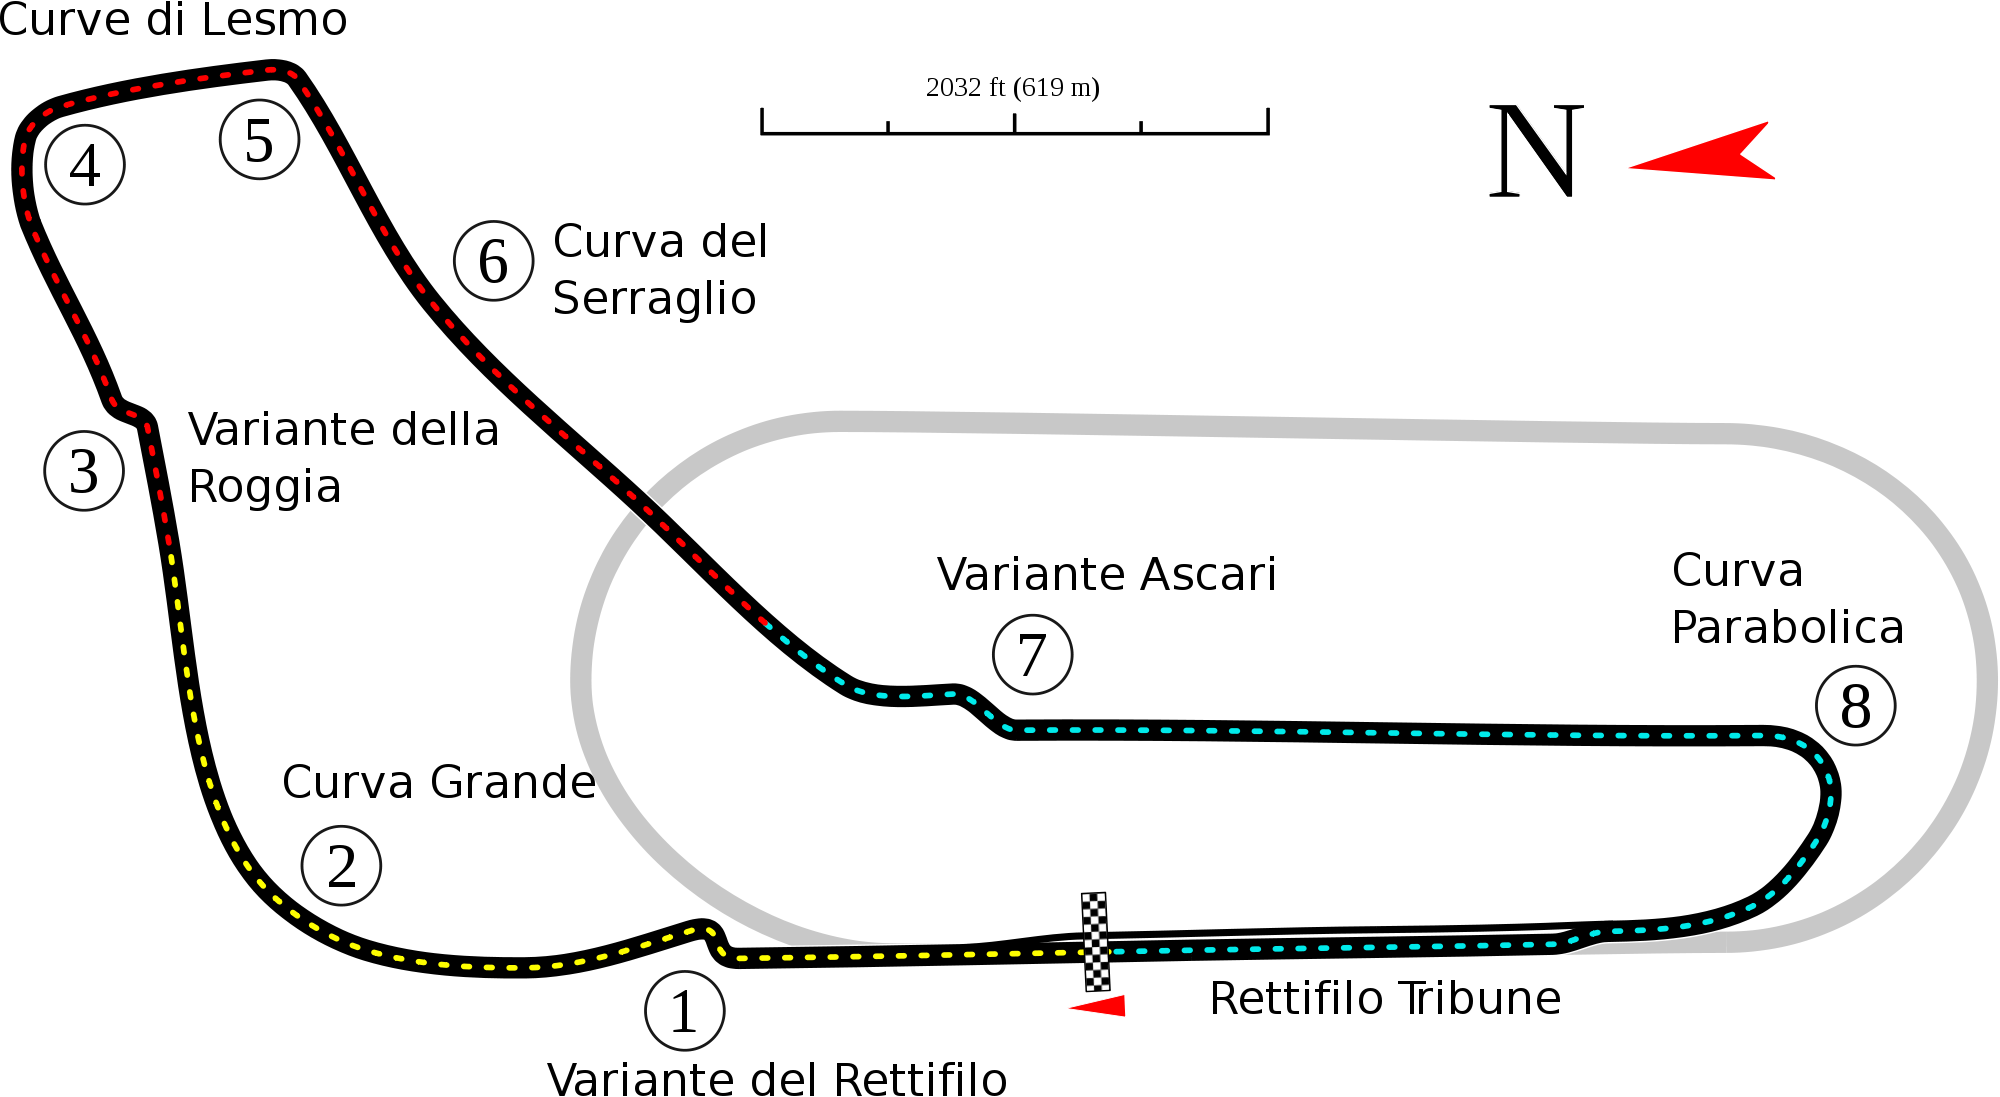 Curve di Lesmo
2032 ft (619 m)
N
4
5
6
Curva del
Serraglio
3
Variante della
Roggia
Variante Ascari
7
Curva
Parabolica
8
Curva Grande
2
1
Variante del Rettifilo
Rettifilo Tribune